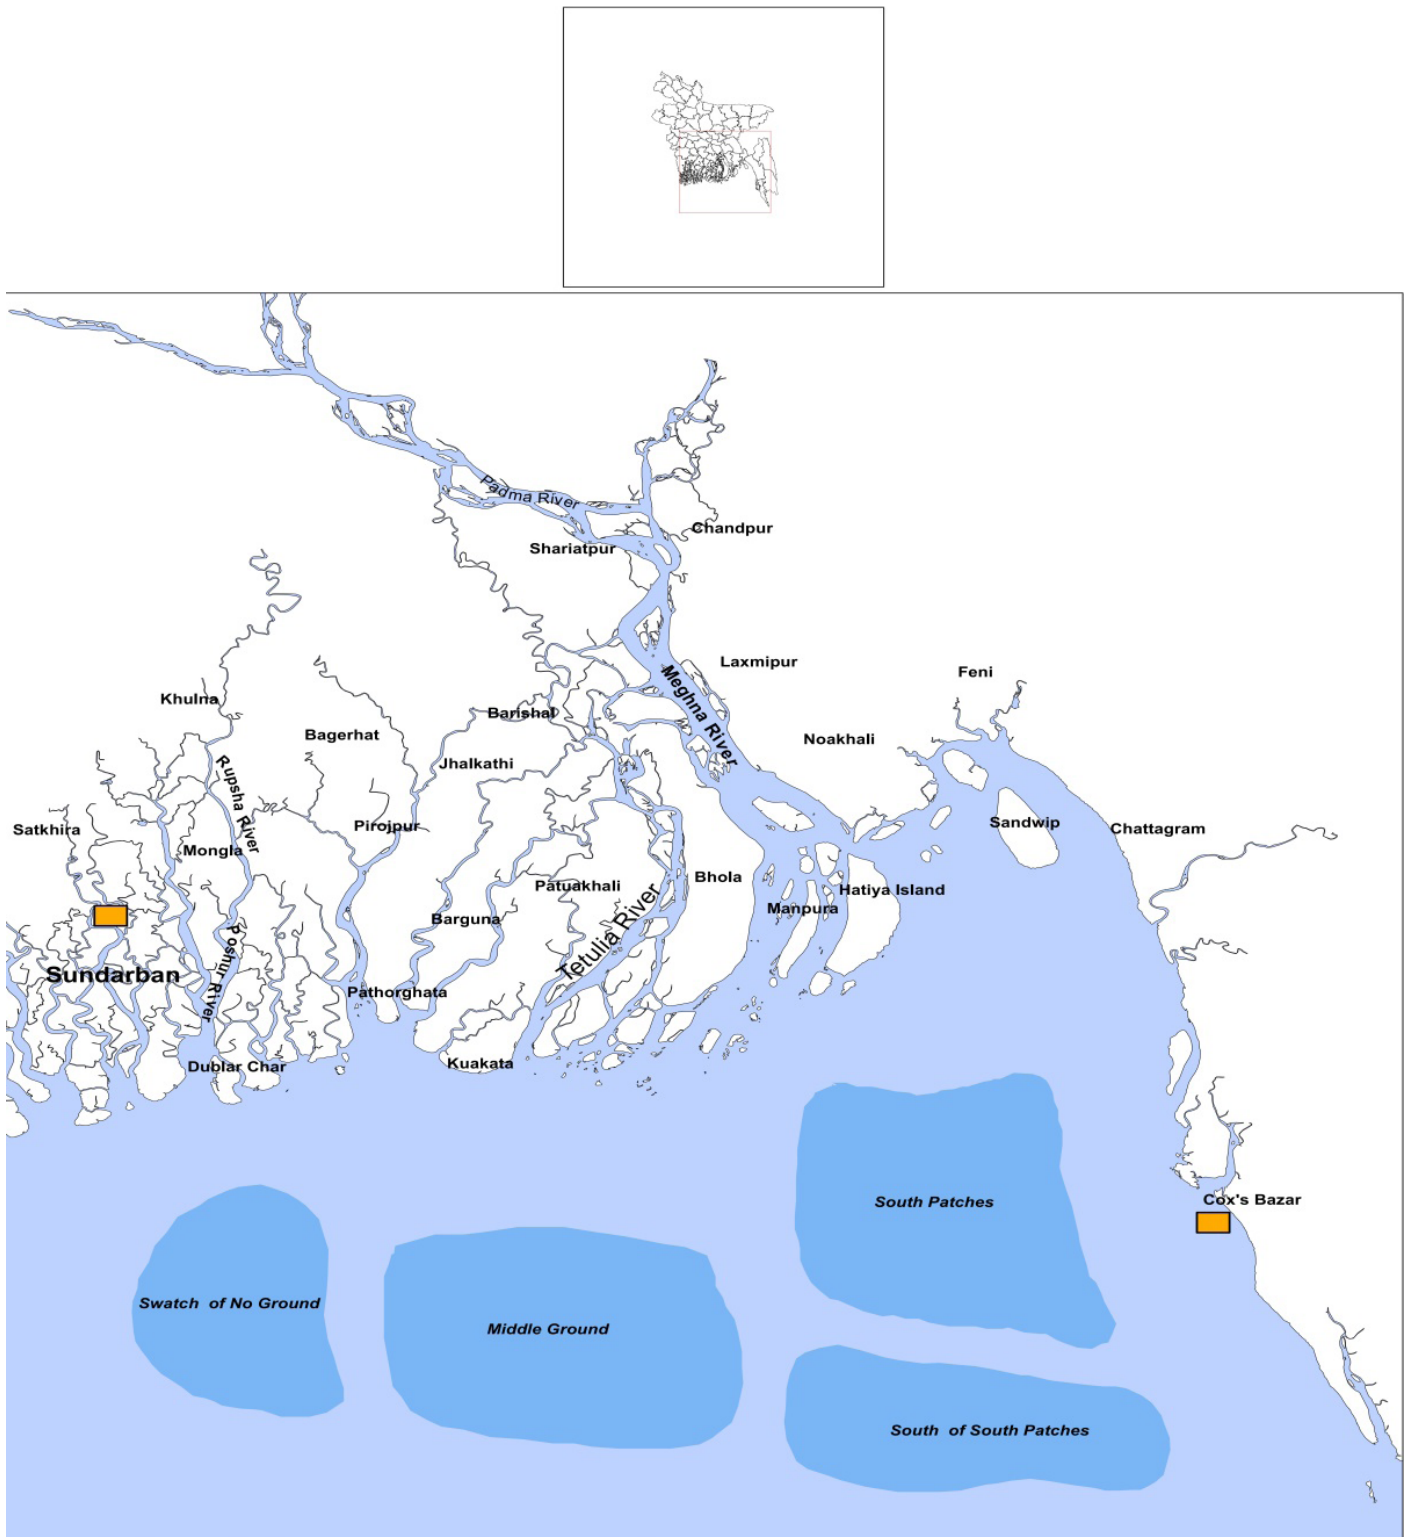 Padma River
Chandpur
Shariatpur
Laxmipur
Feni
Meghna River
Khulna
Barishal
Bagerhat
Noakhali
Jhalkathi
Rupsha River
Satkhira
Pirojpur
Sandwip
Chattagram
Mongla
Bhola
Patuakhali
Hatiya Island
Manpura
Barguna
Tetulia River
Poshur River
Sundarban
Pathorghata
Kuakata
Dublar Char
Cox's Bazar
South Patches
Swatch of No Ground
Middle Ground
South of South Patches